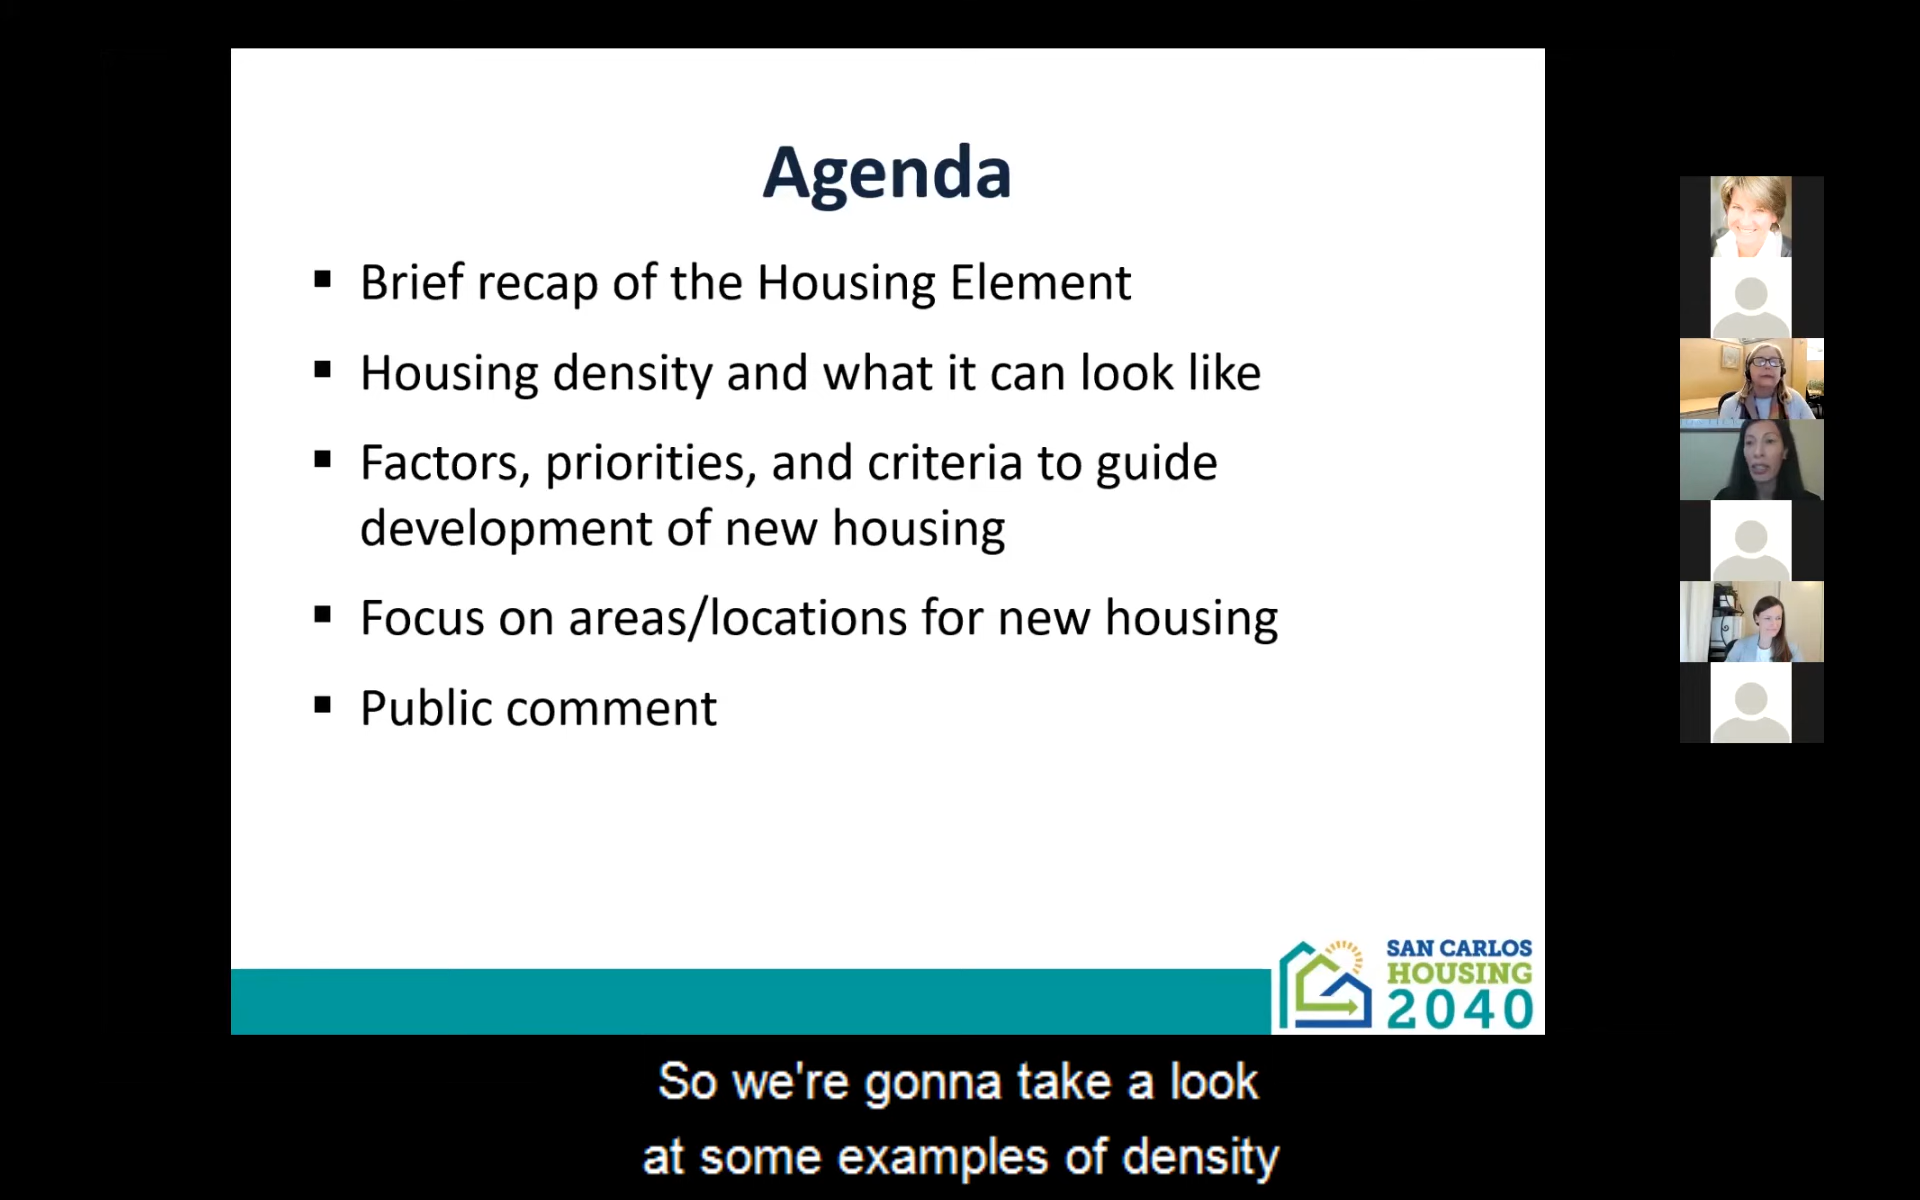 Agenda
▪ Brief recap of the Housing Element
▪ Housing density and what it can look like
▪ Factors, priorities, and criteria to guide
development of new housing
▪ Focus on areas/locations for new housing
▪ Public comment
SAN CARLOS
HOUSING
2040
So we're gonna take a look
at some examples of density